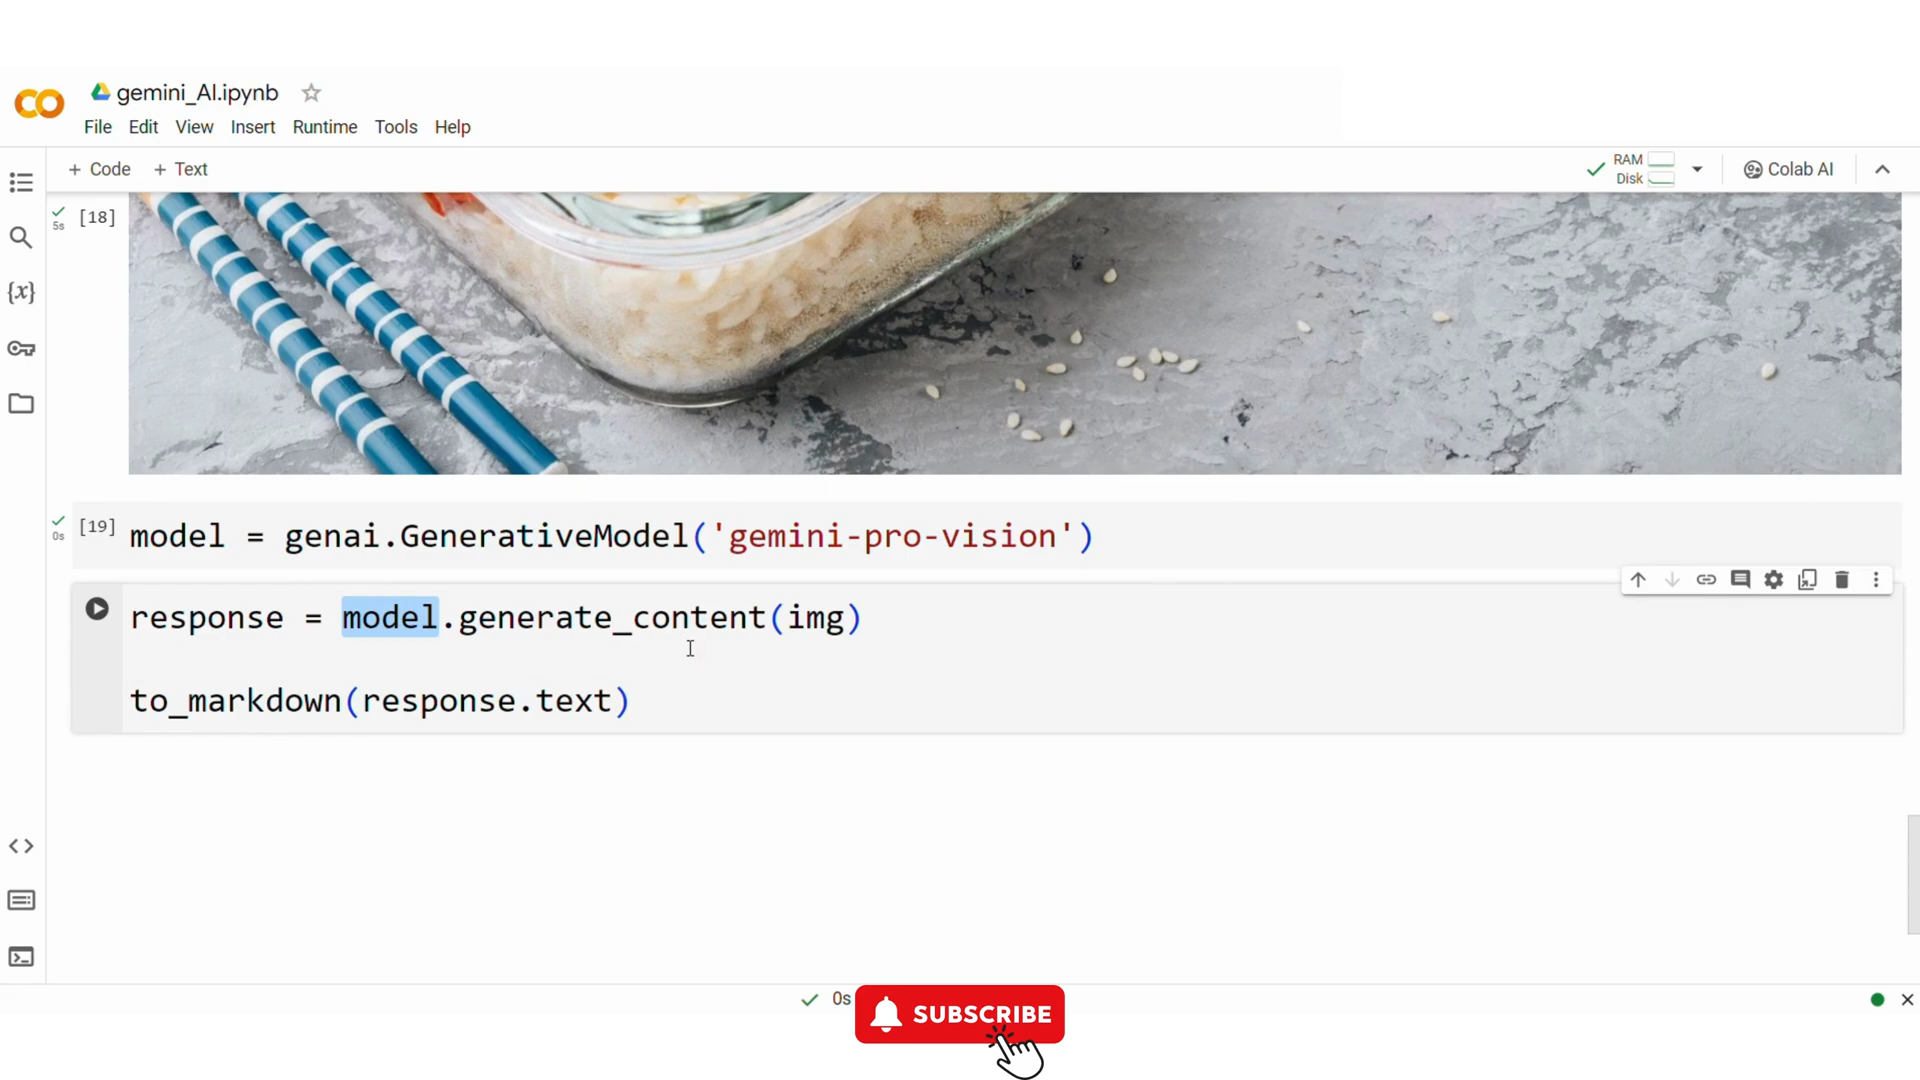 gemini_AI.ipynb
File Edit View Insert Runtime Tools Help
+ Code + Text
RAM
Disk
Colab AI
[18]
5s
{x}
[19]
0s
model = genai.GenerativeModel('gemini-pro-vision')
response = model.generate_content(img)
to_markdown(response.text)
0s
SUBSCRIBE